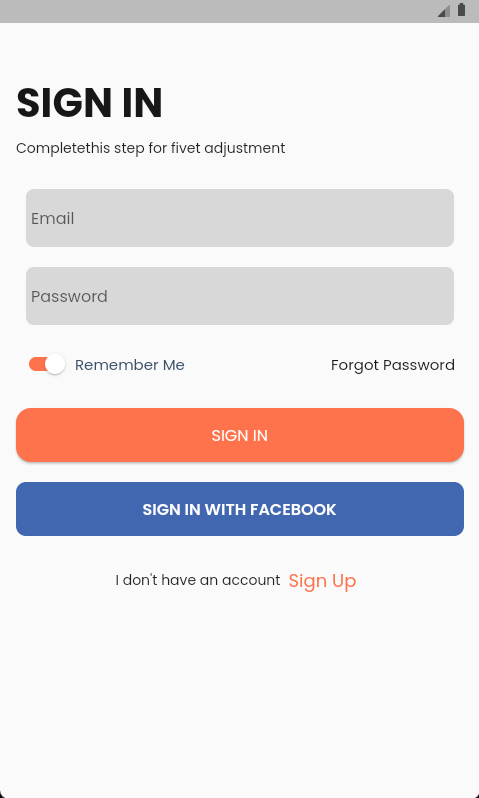 SIGN IN
Completethis step for fivet adjustment
Email
Password
Remember Me Forgot Password
SIGN IN
SIGN IN WITH FACEBOOK
I don't have an account Sign Up